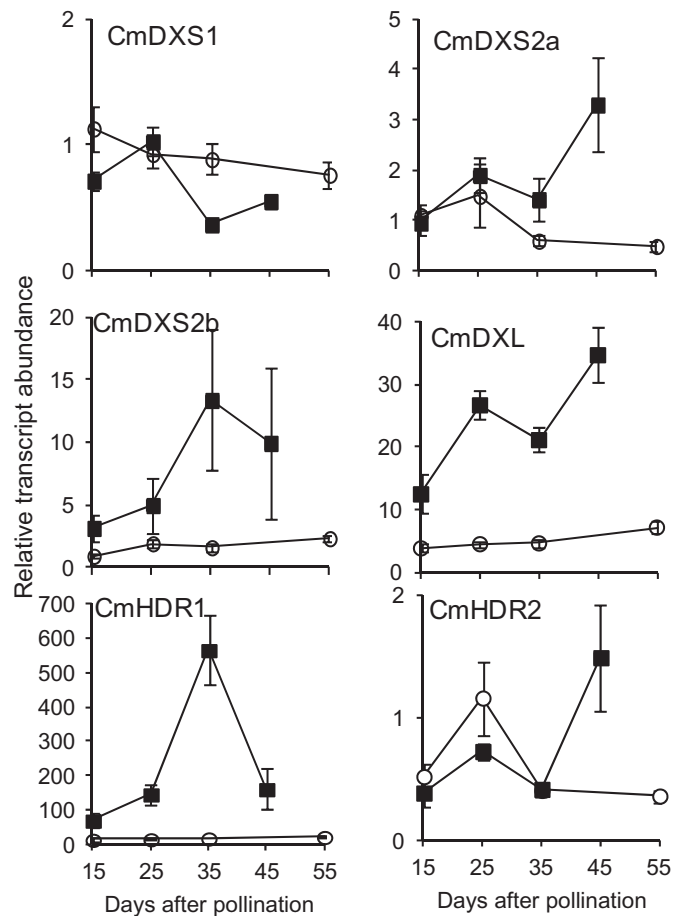 CmDXS1
2
1
0
CmDXS2a
5
4
3
2
1
0
Relative transcript abundance
CmDXS2b
20
15
10
5
0
CmDXL
40
30
20
10
0
CmHDR1
700
600
500
400
300
200
100
0
15 25 35 45 55
Days after pollination
CmHDR2
2
1
0
15 25 35 45 55
Days after pollination